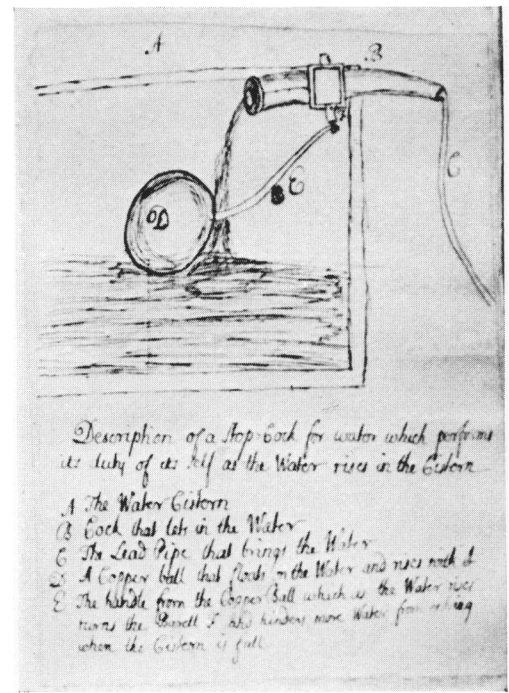 A
B
C
D
E
Description of a Stop-Cock for water which performs
its duty of its self as the Water rises in the Cistern
A The Water Cistern
B Cock that lets in the Water
C The Lead Pipe that brings the Water
D A Copper ball that floats on the Water and rises with it
E The handle from the Copper Ball which as the Water rises
turns the Barrell & hinders more Water from
when the Cistern is full